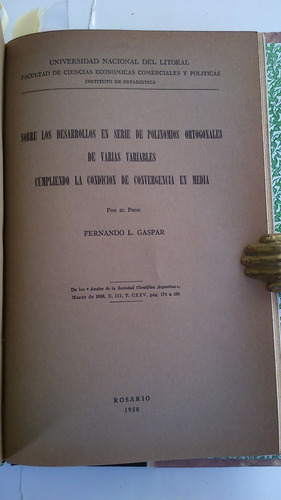 UNIVERSIDAD NACIONAL DEL LITORAL
FACULTAD DE CIENCIAS ECONOMICAS COMERCIALES Y POLITICAS
INSTITUTO DE ESTADISTICA
SOBRE LOS DESARROLLOS EN SERIE DE POLINOMIOS ORTOGONALES
DE VARIAS VARIABLES
CUMPLIENDO LA CONDICION DE CONVERGENCIA EN MEDIA
POR EL PROF.
FERNANDO L. GASPAR
De los « Anales de la Sociedad Científica Argentina »,
Marzo de 1938, E. III, T. CXXV, pág. 174 a
ROSARIO
1938